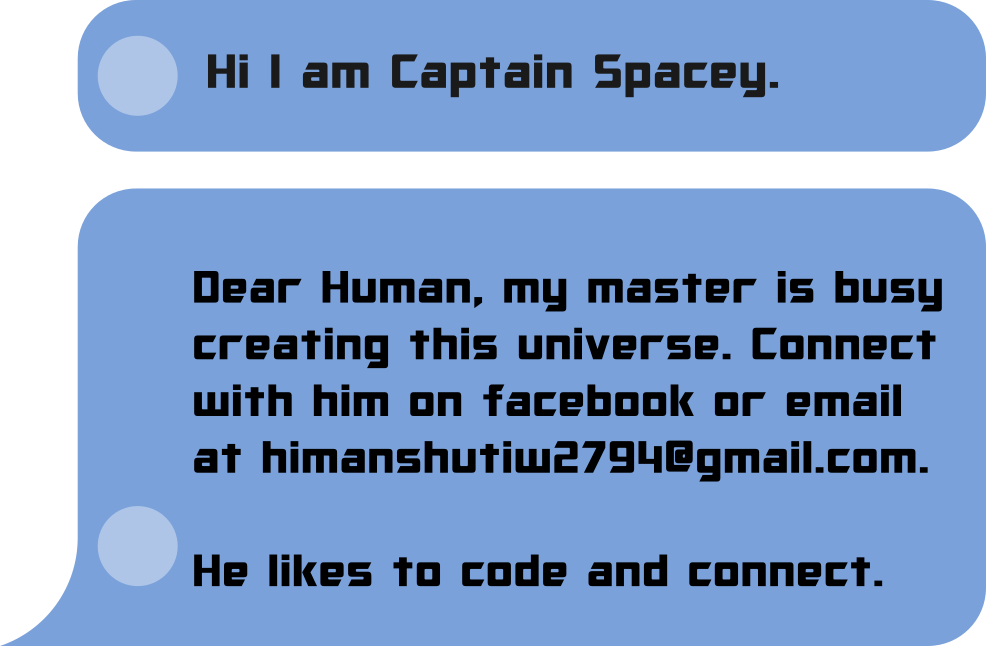 Hi I am Captain Spacey.
Dear Human, my master is busy
creating this universe. Connect
with him on facebook or email
at himanshutiw2794@gmail.com.
He likes to code and connect.